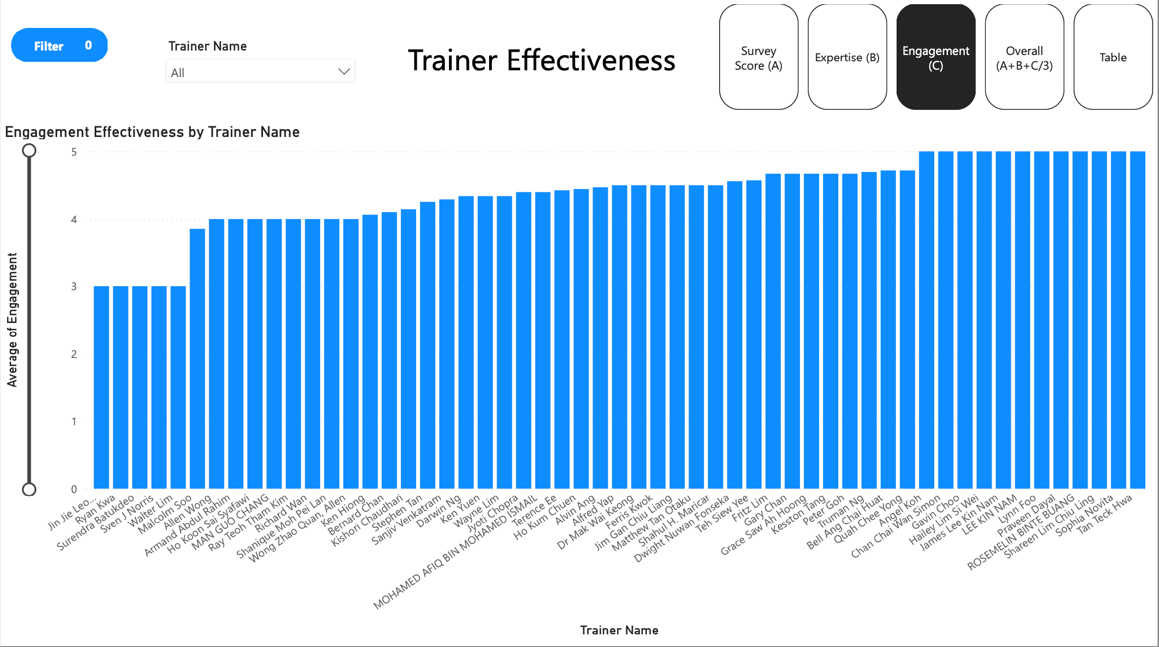 Filter 0
Trainer Name
All
Trainer Effectiveness
Survey
Score (A)
Expertise (B)
Engagement
(C)
Overall
(A+B+C/3)
Table
Engagement Effectiveness by Trainer Name
Average of Engagement
5
4
3
2
1
0
Jin Jie Leo...
Ryan Kwa
Surendra Batukdeo
Sven J Norris
Walter Lim
Malcolm Soo
Allen Wong
Armand Abdul Rahim
Ho Koon Sai Syafawi
MAN GUO CHANG
Ray Teoh Tham Kim
Richard Wan
Shanique Moh Pei Lan
Wong Zhao Quan, Allen
Ken Hiong
Bernard Chan
Kishori Chaudhari
Stephen Tan
Sanjiv Venkatram
Darwin Ng
Ken Yuen
Wayne Lim
Jyoti Chopra
MOHAMED AFIQ BIN MOHAMED ISMAIL
Terence Ee
Ho Kum Chuen
Alvin Ang
Alfred Yap
Dr Mak Wai Keong
Ferris Kwok
Jim Gan Chiu Liang
Matthew Tan Otaku
Shahul H. Maricar
Dwight Nuwan Fonseka
Teh Siew Yee
Fritz Lim
Gary Chan
Grace Saw Ah Hoong
Kesston Tang
Peter Goh
Truman Ng
Bell Ang Chai Huat
Quah Chee Yong
Angel Koh
Chan Chai Wan Simon
Gavin Choo
Hailey Lim Si Wei
James Lee Kin Nam
LEE KIN NAM
Lynn Foo
Praveen Dayal
ROSEMELIN BINTE BUANG
Shareen Lim Chiu Ling
Sophia Novita
Tan Teck Hwa
Trainer Name